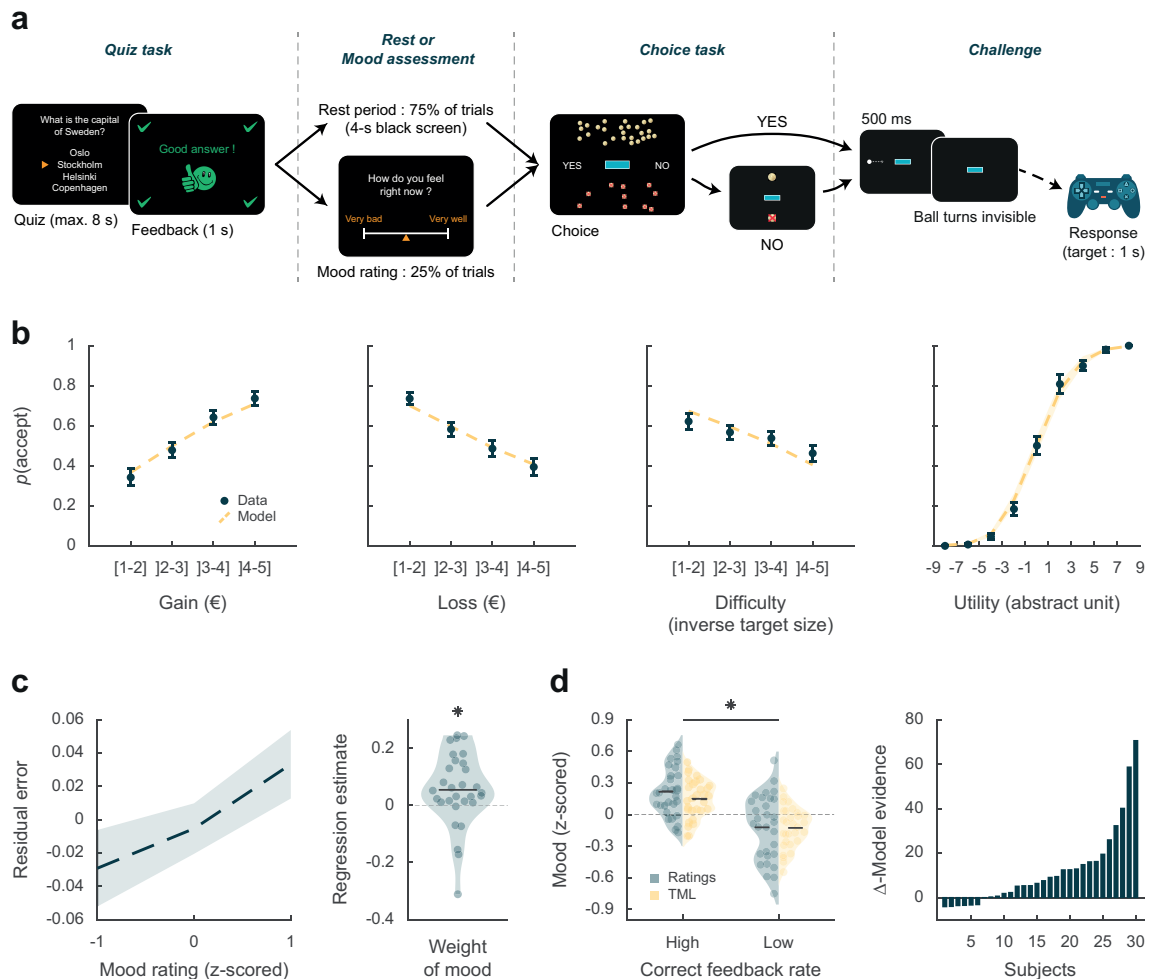 a
Quiz task
Rest or
Mood assessment
Choice task
Challenge
What is the capital
of Sweden?
Oslo
Stockholm
Helsinki
Copenhagen
Good answer !
Quiz (max. 8 s)
Feedback (1 s)
Rest period : 75% of trials
(4-s black screen)
How do you feel
right now ?
Very bad
Very well
Mood rating : 25% of trials
YES
NO
Choice
YES
NO
500 ms
Ball turns invisible
Response
(target : 1 s)
b
p(accept)
1
0.8
0.6
0.4
0.2
0
Data
Model
[1-2]
]2-3]
]3-4]
]4-5]
Gain (€)
[1-2]
]2-3]
]3-4]
]4-5]
Loss (€)
[1-2]
]2-3]
]3-4]
]4-5]
Difficulty
(inverse target size)
-9
-7
-5
-3
-1
1
3
5
7
9
Utility (abstract unit)
c
Residual error
0.06
0.04
0.02
0
-0.02
-0.04
-0.06
-1
0
1
Mood rating (z-scored)
Regression estimate
0.2
0
-0.2
-0.4
*
Weight
of mood
d
Mood (z-scored)
0.9
0.6
0.3
0
-0.3
-0.6
-0.9
*
Ratings
TML
High
Low
Correct feedback rate
Δ-Model evidence
80
60
40
20
0
-10
5
10
15
20
25
30
Subjects